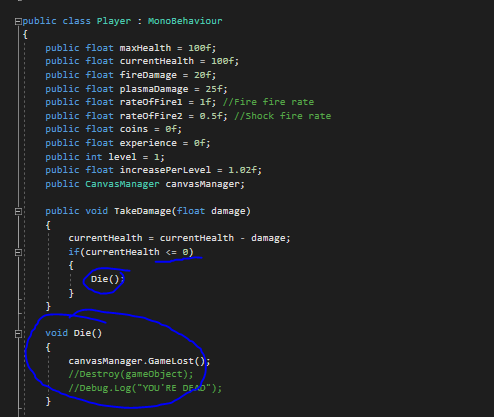 public class Player : MonoBehaviour
{
public float maxHealth = 100f;
public float currentHealth = 100f;
public float fireDamage = 20f;
public float plasmaDamage = 25f;
public float rateOfFire1 = 1f; //Fire fire rate
public float rateOfFire2 = 0.5f; //Shock fire rate
public float coins = 0f;
public float experience = 0f;
public int level = 1;
public float increasePerLevel = 1.02f;
public CanvasManager canvasManager;
public void TakeDamage(float damage)
{
currentHealth = currentHealth - damage;
if(currentHealth <= 0)
{
Die();
}
}
void Die()
{
canvasManager.GameLost();
//Destroy(gameObject);
//Debug.Log("YOU'RE DEAD");
}